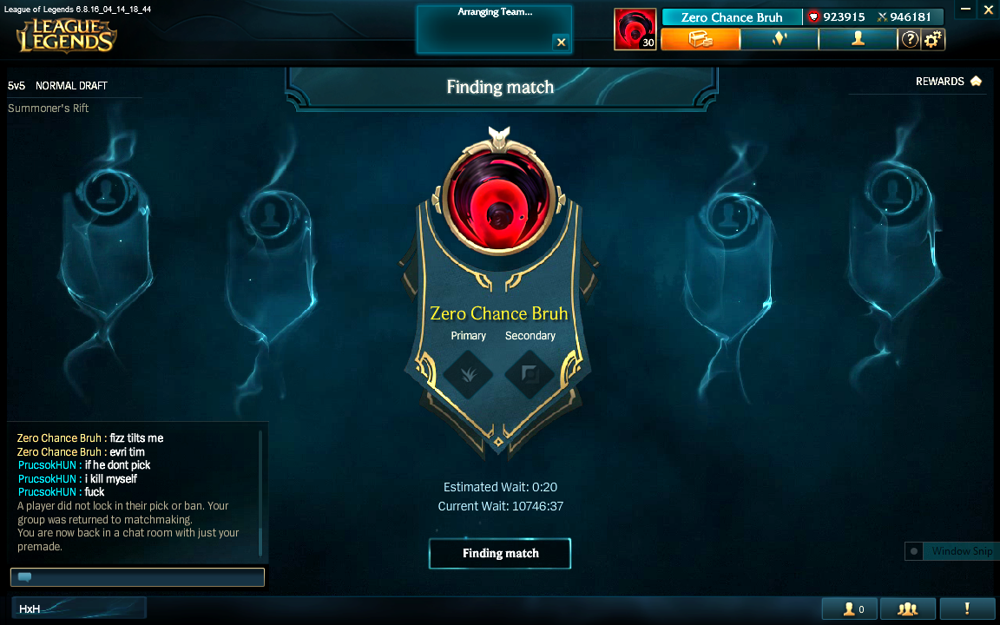 League of Legends 6.8.16_04_14_18_44
LEAGUE OF LEGENDS
Arranging Team...
30
Zero Chance Bruh
923915
946181
?
5v5 NORMAL DRAFT
Summoner's Rift
Finding match
REWARDS
Zero Chance Bruh
Primary Secondary
Zero Chance Bruh : fizz tilts me
Zero Chance Bruh : evri tim
PrucsokHUN : if he dont pick
PrucsokHUN : i kill myself
PrucsokHUN : fuck
A player did not lock in their pick or ban. Your
group was returned to matchmaking.
You are now back in a chat room with just your
premade.
Estimated Wait: 0:20
Current Wait: 10746:37
Finding match
Window Snip
HxH
0
!